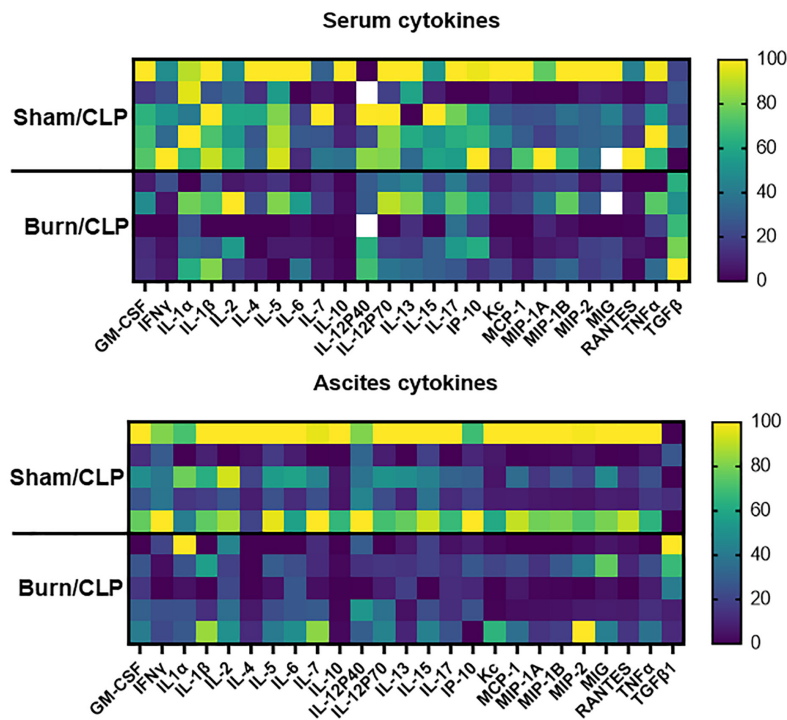 Serum cytokines
Sham/CLP
Burn/CLP
100
80
60
40
20
0
GM-CSF IFNγ IL-1α IL-1β IL-2 IL-4 IL-5 IL-6 IL-7 IL-10 IL-12P40 IL-12P70 IL-13 IL-15 IL-17 IP-10 Kc MCP-1 MIP-1A MIP-1B MIP-2 MIG RANTES TNFα TGFβ
Ascites cytokines
Sham/CLP
Burn/CLP
100
80
60
40
20
0
GM-CSF IFNγ IL1α IL-1β IL-2 IL-4 IL-5 IL-6 IL-7 IL-10 IL-12P40 IL-12P70 IL-13 IL-15 IL-17 IP-10 Kc MCP-1 MIP-1A MIP-1B MIP-2 MIG RANTES TNFα TGFβ1